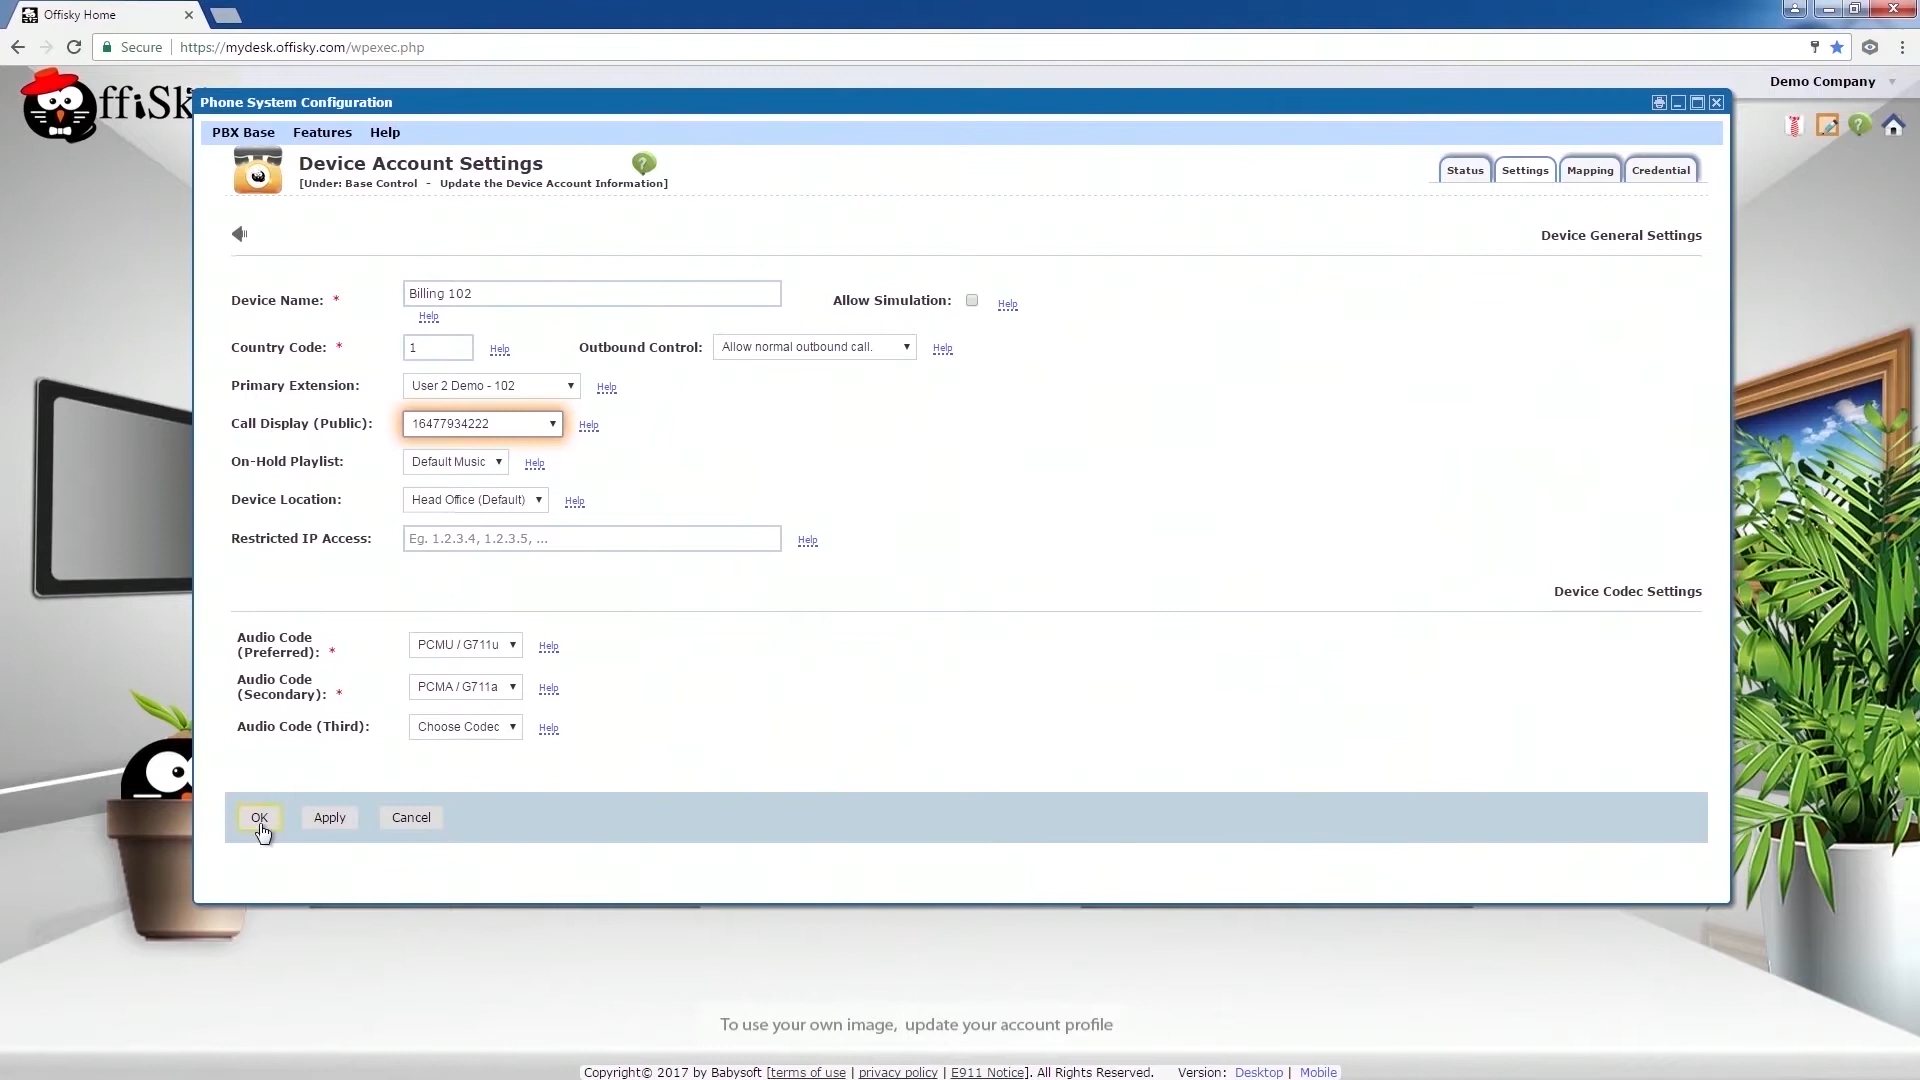 Offisky Home
Secure | https://mydesk.offisky.com/wpexec.php
ffiSk
Demo Company
Phone System Configuration
PBX Base Features Help
Device Account Settings
[Under: Base Control - Update the Device Account Information]
Status Settings Mapping Credential
Device General Settings
Device Name: * Billing 102 Allow Simulation: Help
Help
Country Code: * 1 Help Outbound Control: Allow normal outbound call. Help
Primary Extension: User 2 Demo - 102 Help
Call Display (Public): 16477934222 Help
On-Hold Playlist: Default Music Help
Device Location: Head Office (Default) Help
Restricted IP Access: Eg. 1.2.3.4, 1.2.3.5, ... Help
Device Codec Settings
Audio Code
(Preferred): * PCMU / G711u Help
Audio Code
(Secondary): * PCMA / G711a Help
Audio Code (Third): Choose Codec Help
OK Apply Cancel
To use your own image, update your account profile
Copyright© 2017 by Babysoft [terms of use | privacy policy | E911 Notice]. All Rights Reserved. Version: Desktop | Mobile